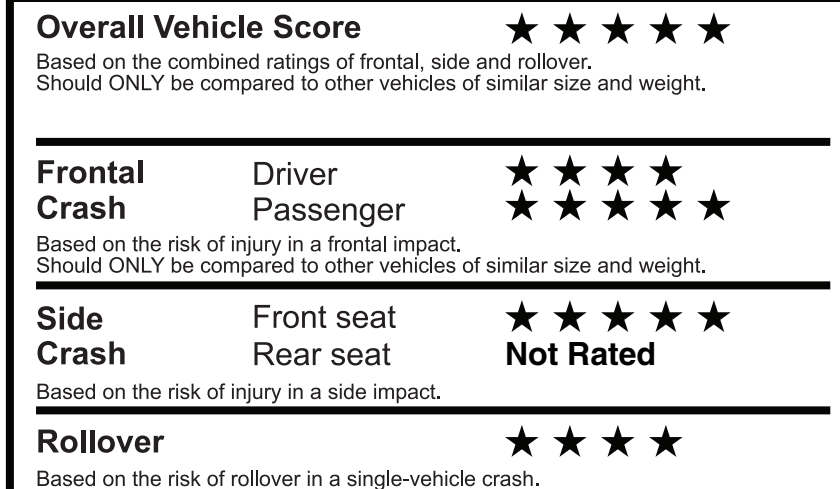 Overall Vehicle Score ★ ★ ★ ★ ★
Based on the combined ratings of frontal, side and rollover.
Should ONLY be compared to other vehicles of similar size and weight.
Frontal Driver ★ ★ ★ ★
Crash Passenger ★ ★ ★ ★ ★
Based on the risk of injury in a frontal impact.
Should ONLY be compared to other vehicles of similar size and weight.
Side Front seat ★ ★ ★ ★ ★
Crash Rear seat Not Rated
Based on the risk of injury in a side impact.
Rollover ★ ★ ★ ★
Based on the risk of rollover in a single-vehicle crash.